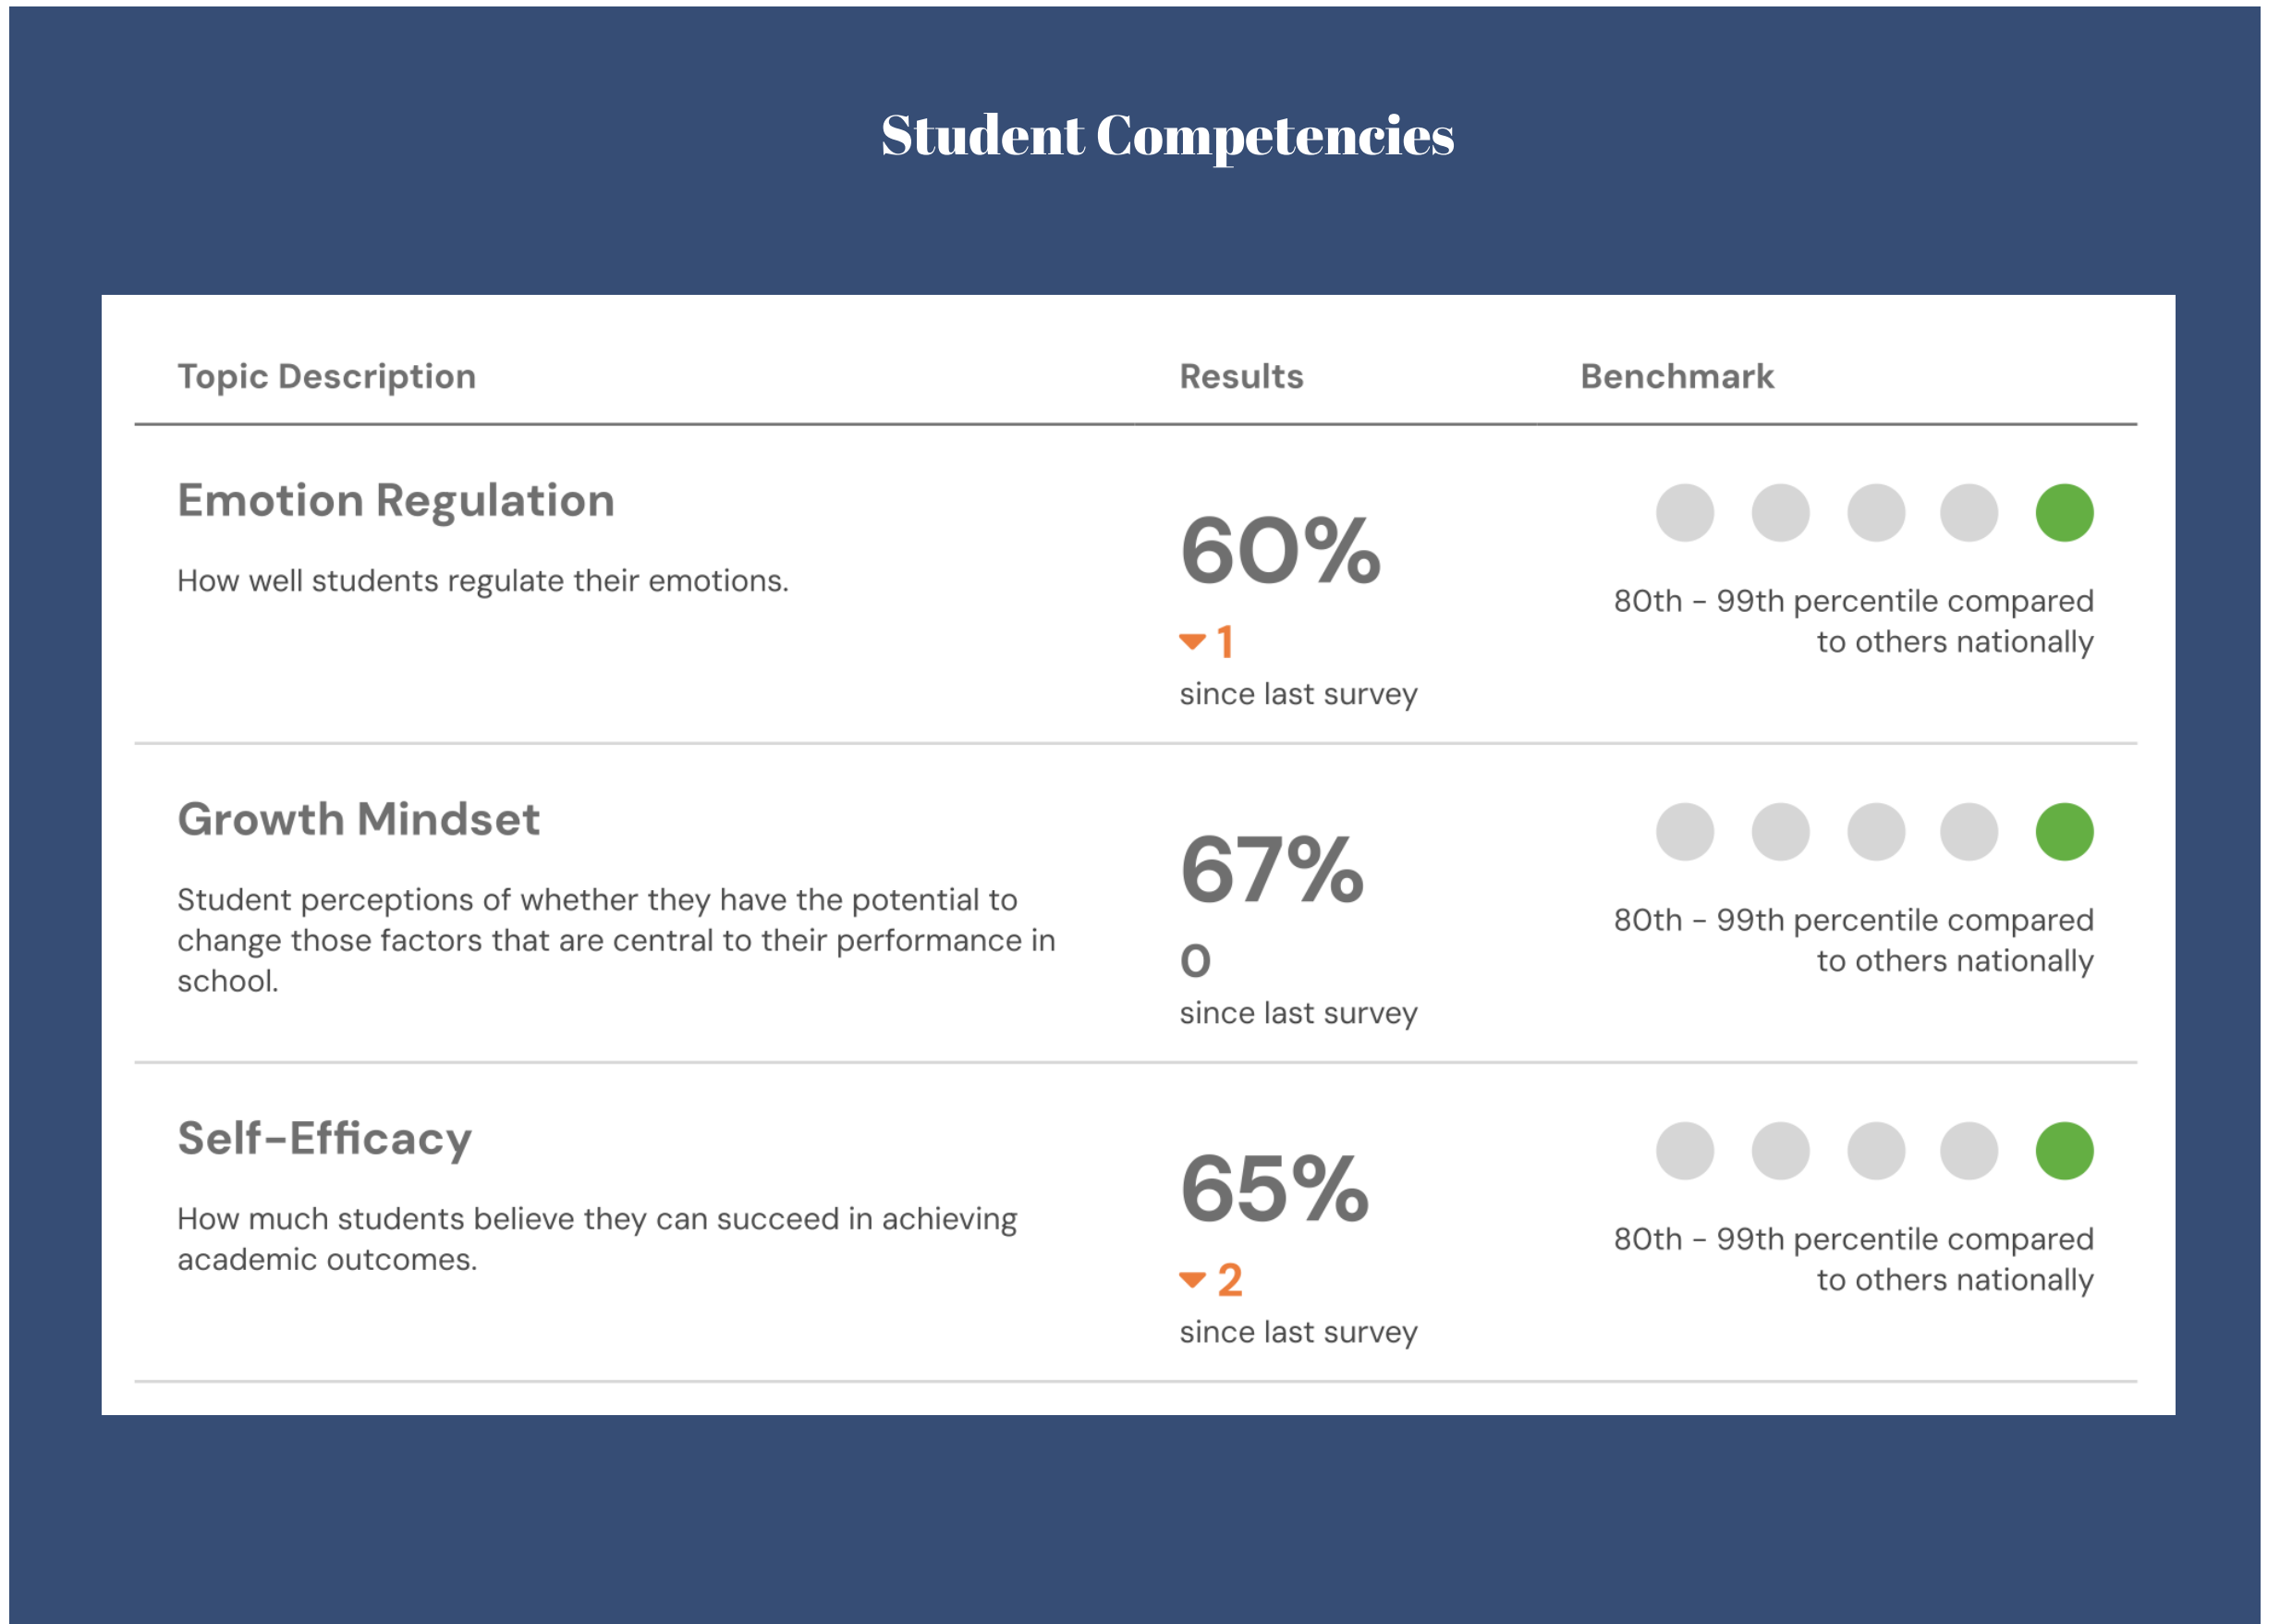 Student Competencies
Topic Description Results Benchmark
Emotion Regulation
How well students regulate their emotions.
60%
1
since last survey
80th - 99th percentile compared
to others nationally
Growth Mindset
Student perceptions of whether they have the potential to
change those factors that are central to their performance in
school.
67%
0
since last survey
80th - 99th percentile compared
to others nationally
Self-Efficacy
How much students believe they can succeed in achieving
academic outcomes.
65%
2
since last survey
80th - 99th percentile compared
to others nationally